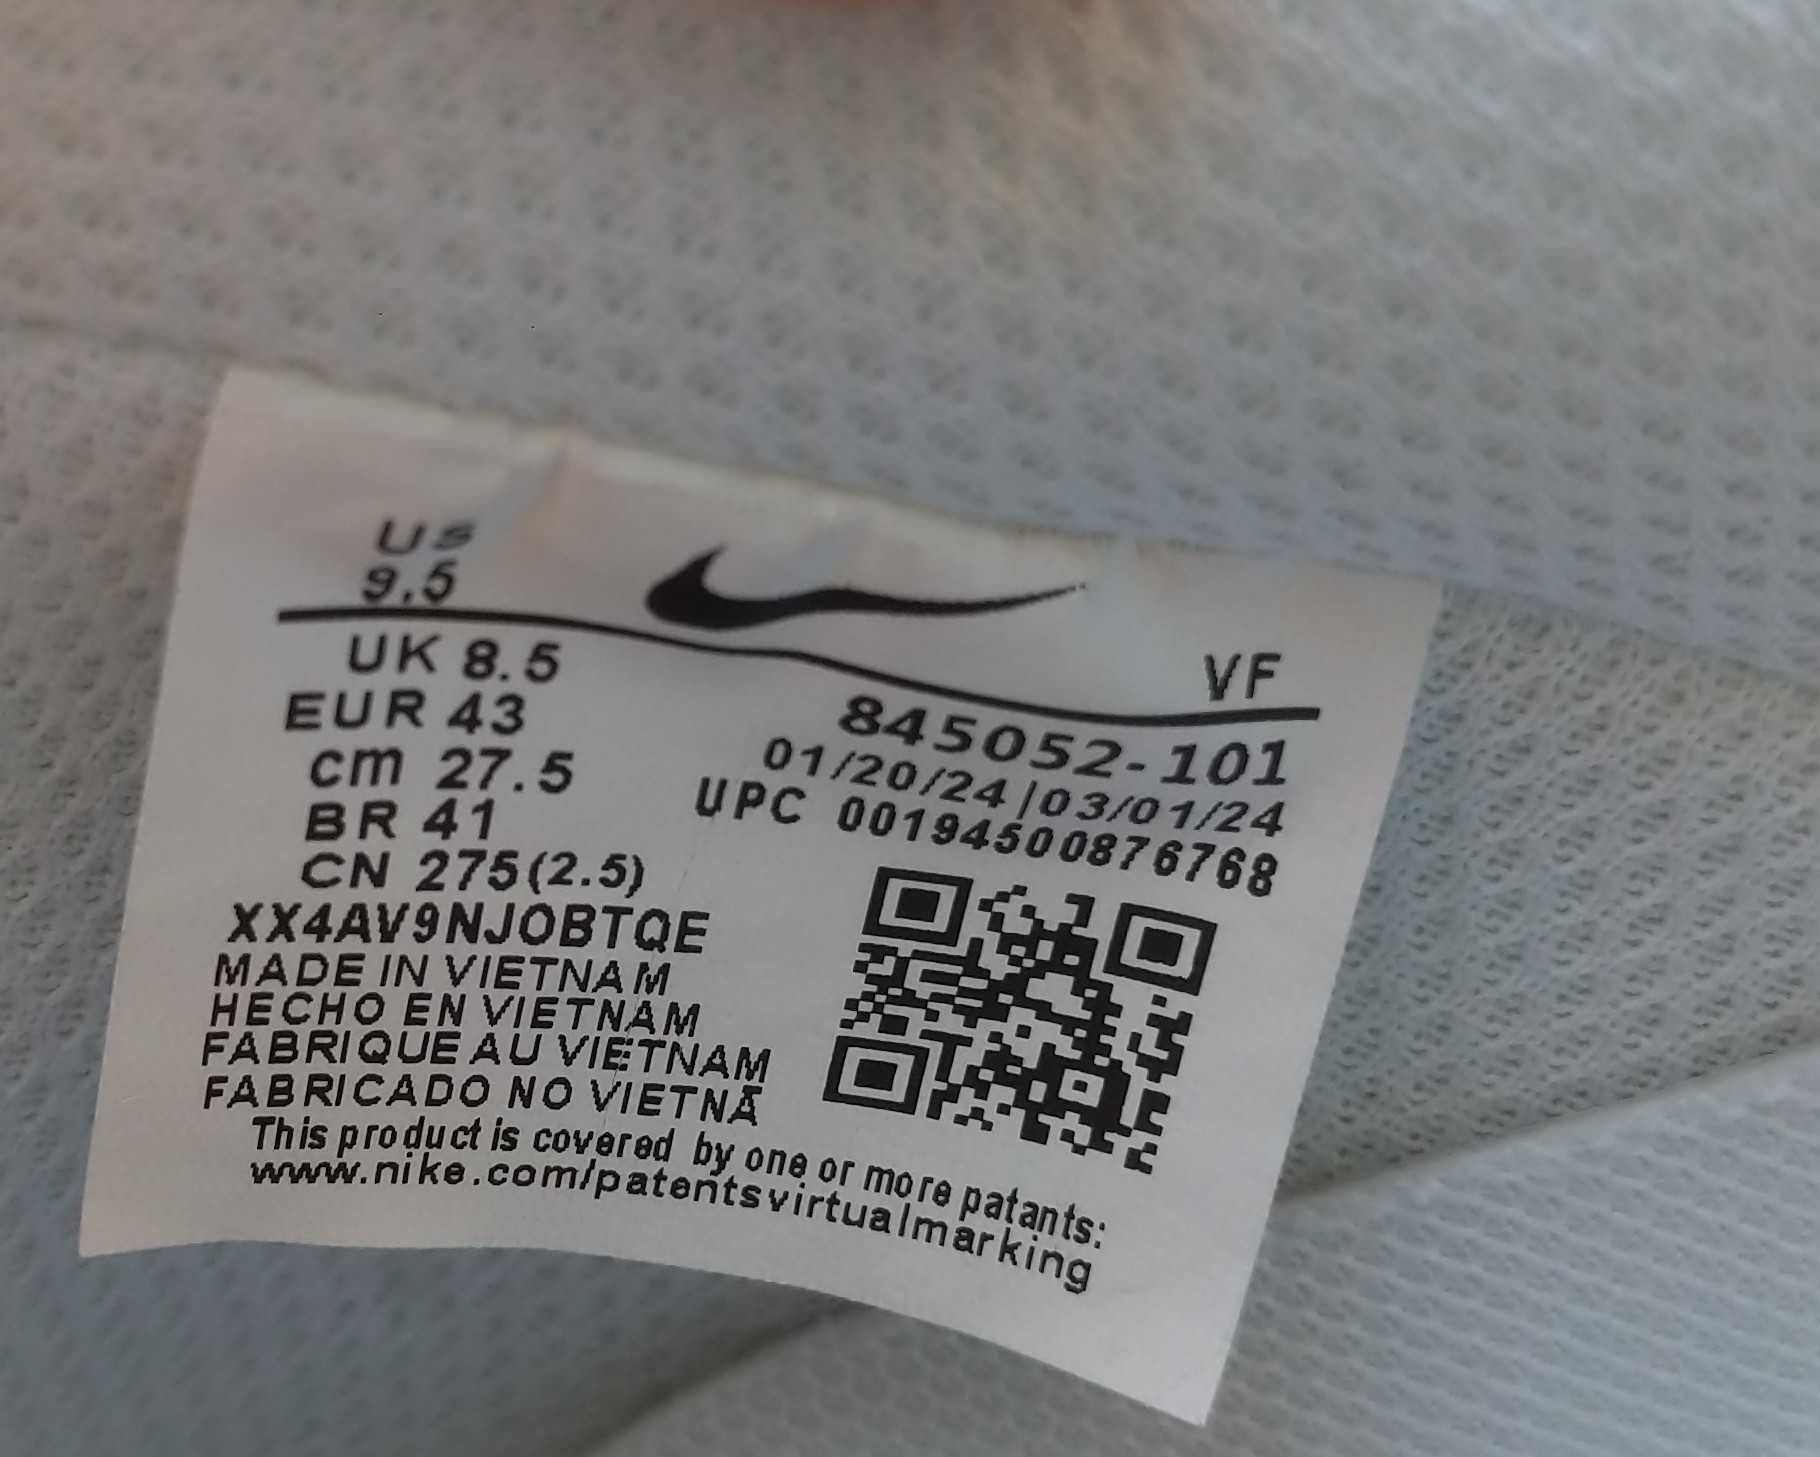 US
9.5
VF
UK 8.5
EUR 43
cm 27.5
BR 41
CN 275(2.5)
845052-101
01/20/24 | 03/01/24
UPC 00194500876768
XX4AV9NJOBTQE
MADE IN VIETNAM
HECHO EN VIETNAM
FABRIQUE AU VIETNAM
FABRICADO NO VIETNÃ
This product is covered by one or more patants:
www.nike.com/patentsvirtualmarking